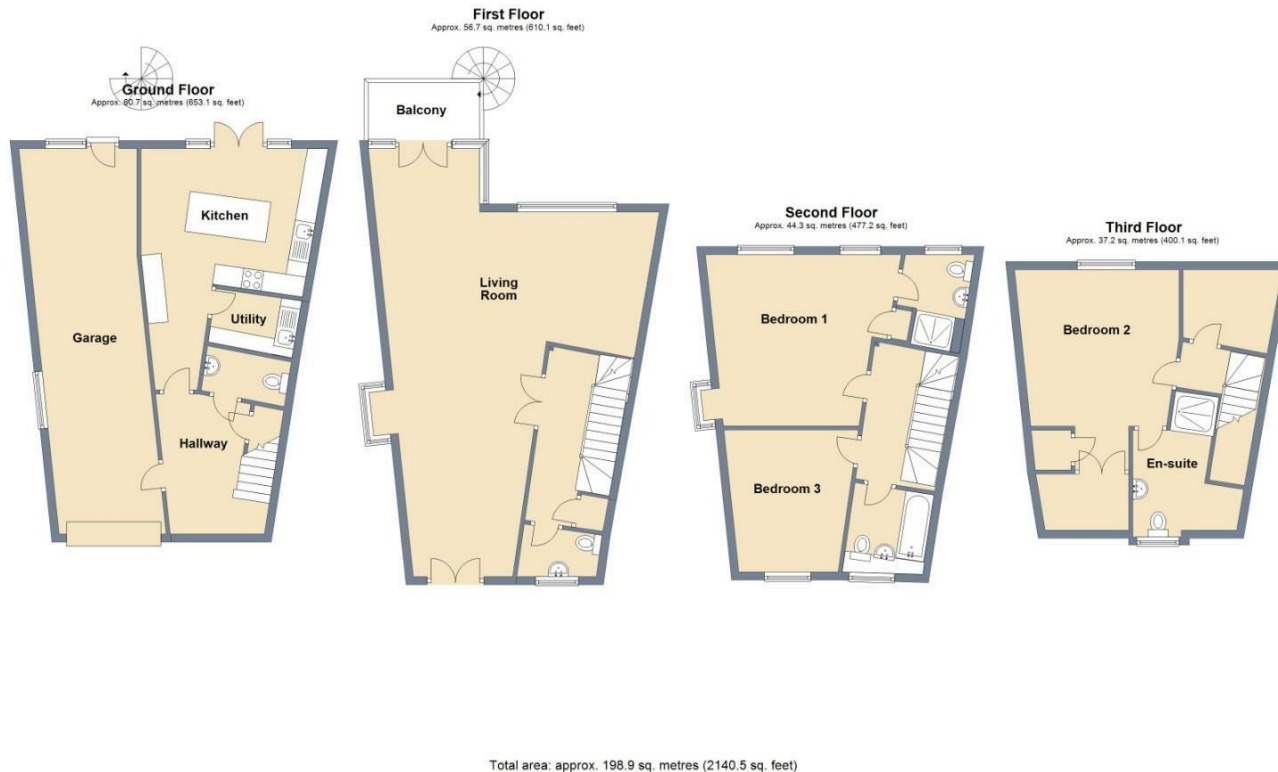 First Floor
Approx. 56.7 sq. metres (610.1 sq. feet)
Balcony
Living
Room
Ground Floor
Approx. 60.7 sq. metres (653.1 sq. feet)
Kitchen
Utility
Garage
Hallway
Second Floor
Approx. 44.3 sq. metres (477.2 sq. feet)
Bedroom 1
Bedroom 3
Third Floor
Approx. 37.2 sq. metres (400.1 sq. feet)
Bedroom 2
En-suite
Total area: approx. 198.9 sq. metres (2140.5 sq. feet)